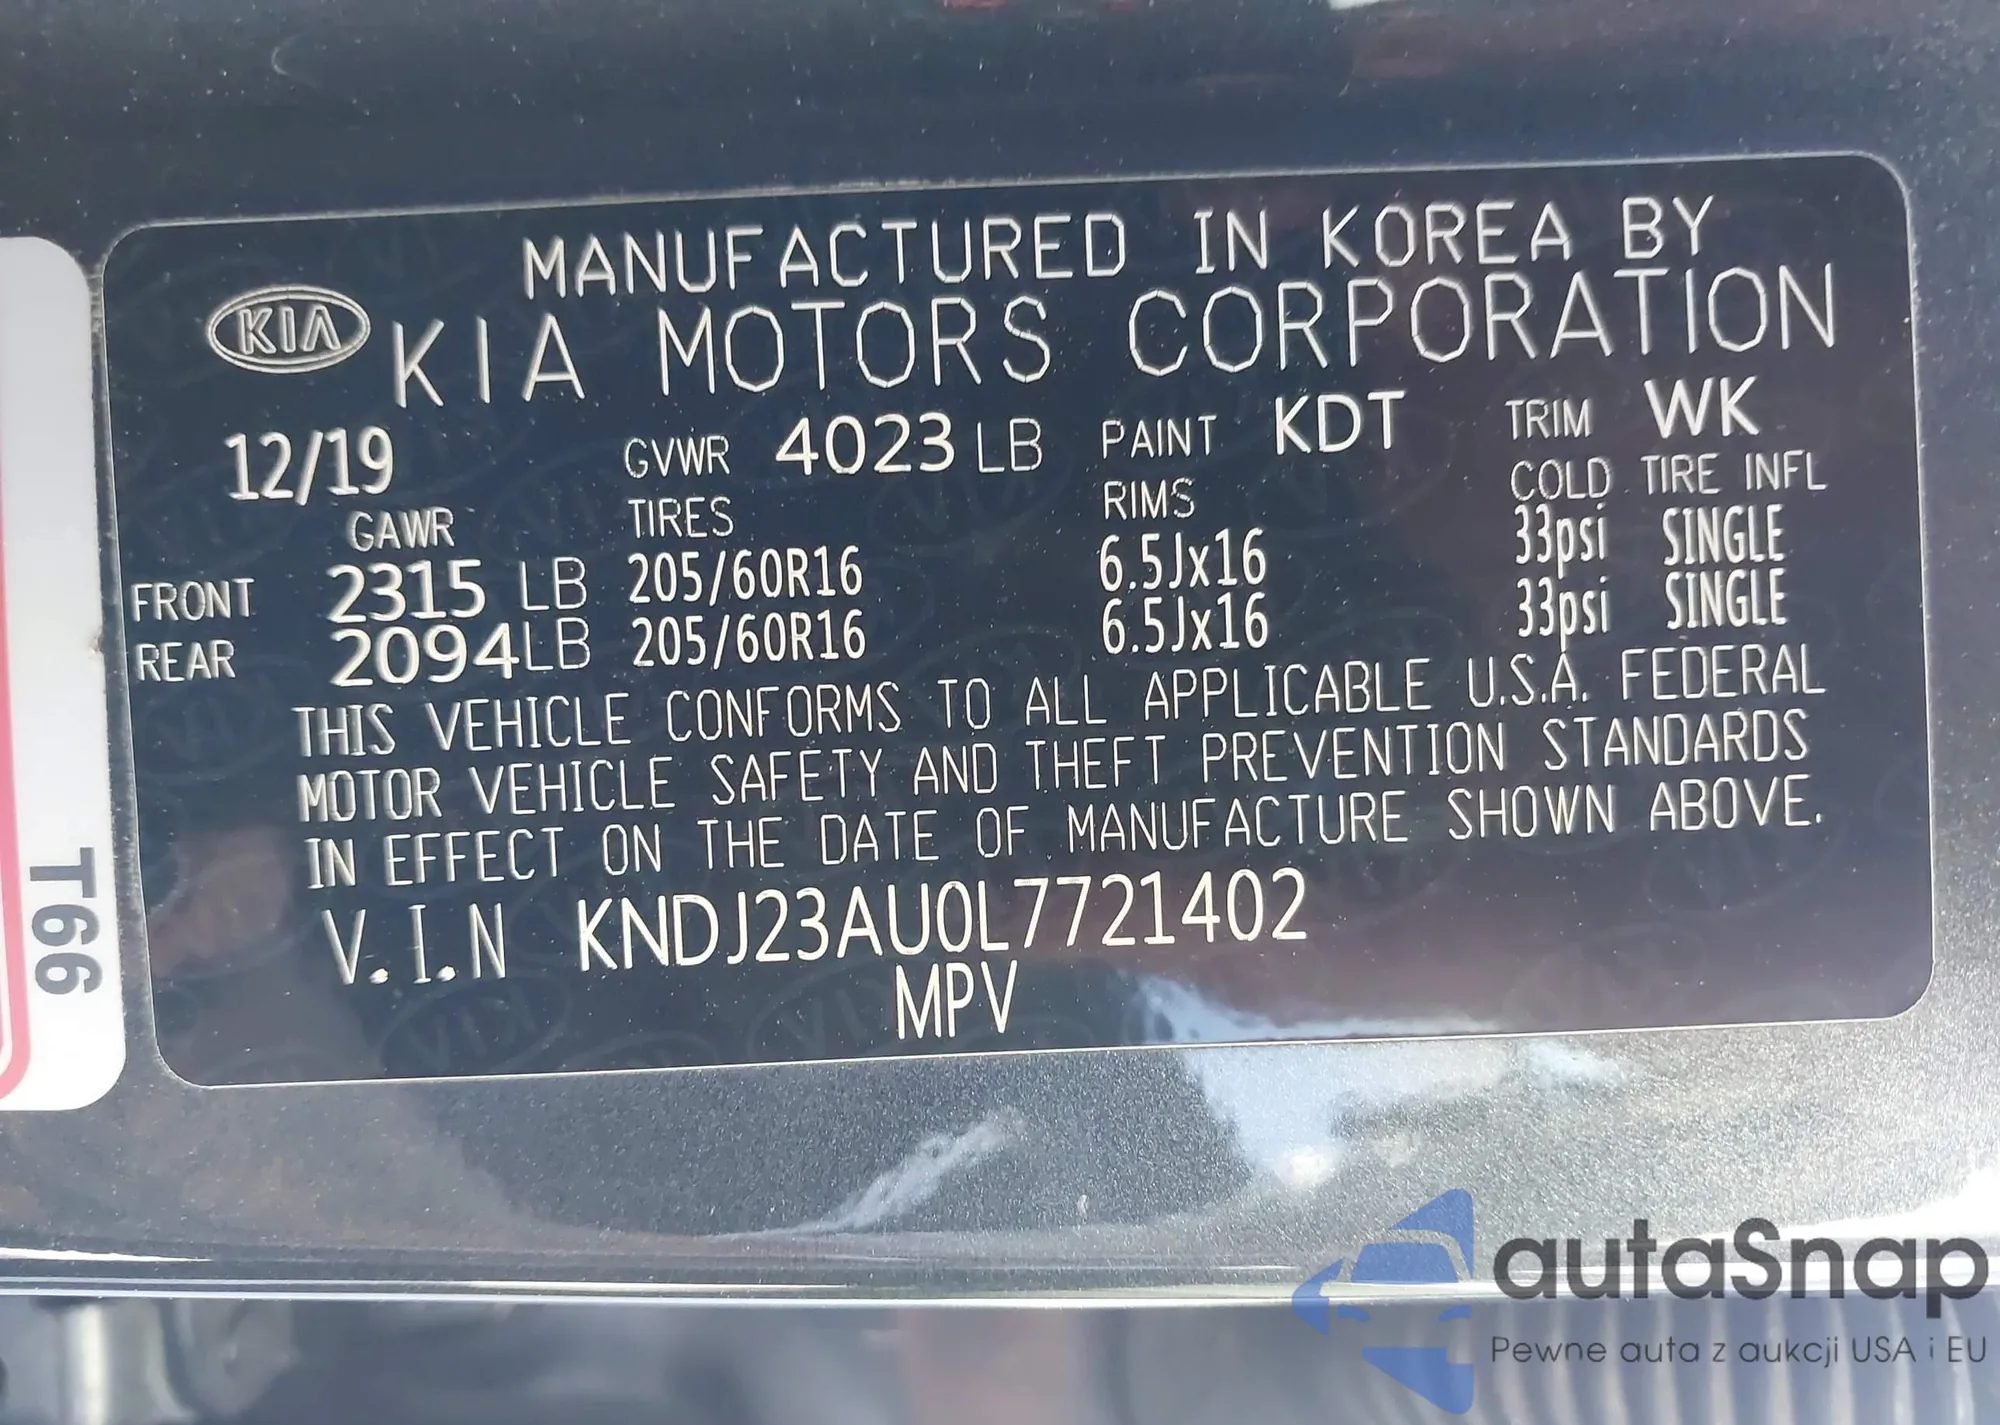 MANUFACTURED IN KOREA BY
KIA KIA MOTORS CORPORATION
12/19 GVWR 4023 LB PAINT KDT TRIM WK
GAWR TIRES RIMS COLD TIRE INFL
FRONT 2315 LB 205/60R16 6.5Jx16 33psi SINGLE
REAR 2094LB 205/60R16 6.5Jx16 33psi SINGLE
THIS VEHICLE CONFORMS TO ALL APPLICABLE U.S.A. FEDERAL
MOTOR VEHICLE SAFETY AND THEFT PREVENTION STANDARDS
IN EFFECT ON THE DATE OF MANUFACTURE SHOWN ABOVE.
V.I.N KNDJ23AU0L7721402
MPV
T66
autaSnap
Pewne auta z aukcji USA i EU